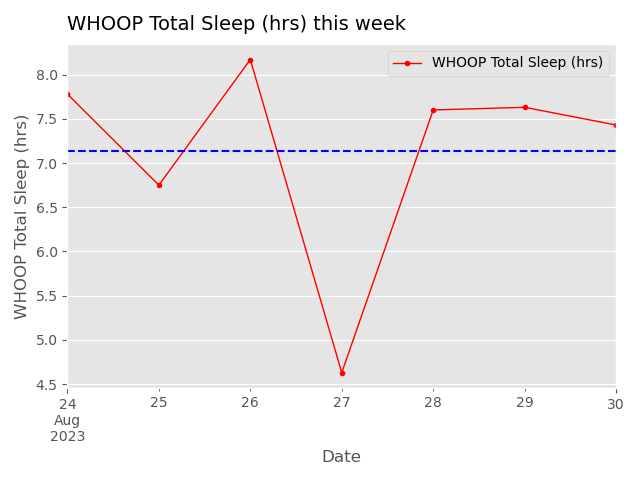 WHOOP Total Sleep (hrs) this week
WHOOP Total Sleep (hrs)
WHOOP Total Sleep (hrs)
8.0
7.5
7.0
6.5
6.0
5.5
5.0
4.5
24 25 26 27 28 29 30
Aug
2023
Date